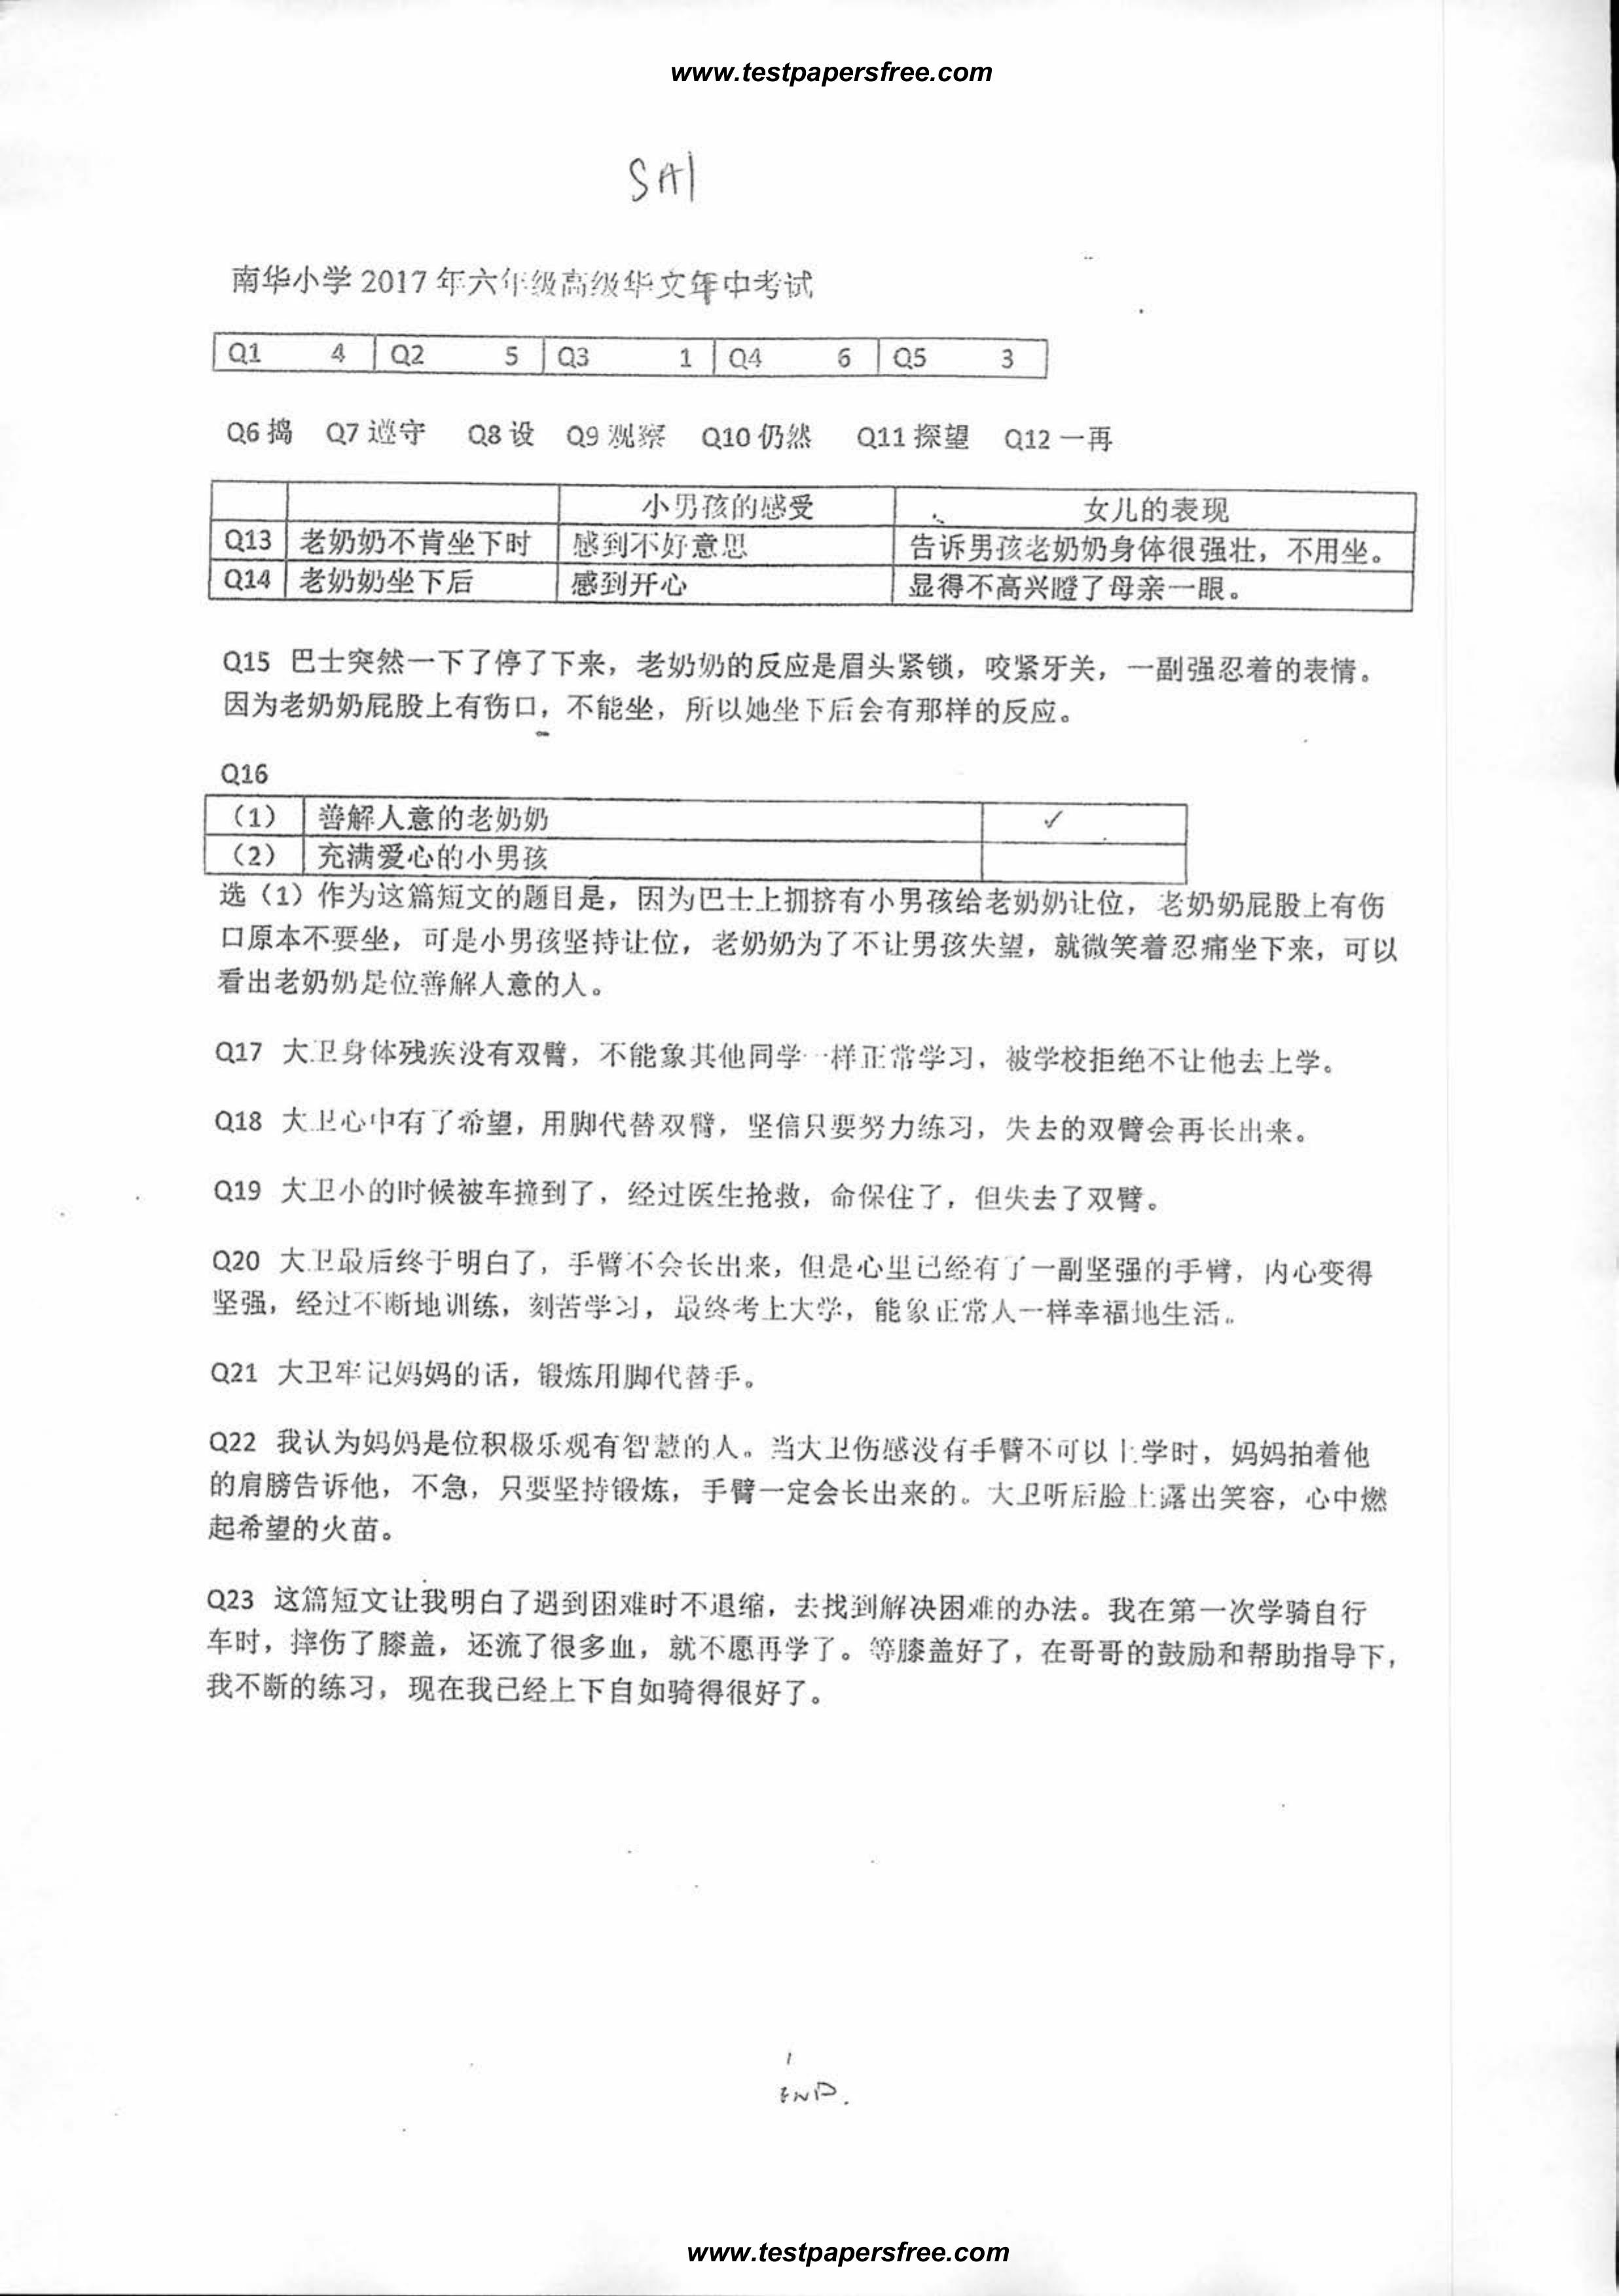 www.testpapersfree.com
SA1
南华小学 2017 年六年级高级华文年中考试
Q1 4 Q2 5 Q3 1 Q4 6 Q5 3
Q6 捣 Q7 遵守 Q8 设 Q9 观察 Q10 仍然 Q11 探望 Q12 一再
小男孩的感受 女儿的表现
Q13 老奶奶不肯坐下时 感到不好意思 告诉男孩老奶奶身体很强壮，不用坐。
Q14 老奶奶坐下后 感到开心 显得不高兴瞪了母亲一眼。
Q15 巴士突然一下了停了下来，老奶奶的反应是眉头紧锁，咬紧牙关，一副强忍着的表情。
因为老奶奶屁股上有伤口，不能坐，所以她坐下后会有那样的反应。
Q16
（1） 善解人意的老奶奶 ✓
（2） 充满爱心的小男孩
选（1）作为这篇短文的题目是，因为巴士上拥挤有小男孩给老奶奶让位，老奶奶屁股上有伤
口原本不要坐，可是小男孩坚持让位，老奶奶为了不让男孩失望，就微笑着忍痛坐下来，可以
看出老奶奶是位善解人意的人。
Q17 大卫身体残疾没有双臂，不能象其他同学一样正常学习，被学校拒绝不让他去上学。
Q18 大卫心中有了希望，用脚代替双臂，坚信只要努力练习，失去的双臂会再长出来。
Q19 大卫小的时候被车撞到了，经过医生抢救，命保住了，但失去了双臂。
Q20 大卫最后终于明白了，手臂不会长出来，但是心里已经有了一副坚强的手臂，内心变得
坚强，经过不断地训练，刻苦学习，最终考上大学，能象正常人一样幸福地生活。
Q21 大卫牢记妈妈的话，锻炼用脚代替手。
Q22 我认为妈妈是位积极乐观有智慧的人。当大卫伤感没有手臂不可以上学时，妈妈拍着他
的肩膀告诉他，不急，只要坚持锻炼，手臂一定会长出来的。大卫听后脸上露出笑容，心中燃
起希望的火苗。
Q23 这篇短文让我明白了遇到困难时不退缩，去找到解决困难的办法。我在第一次学骑自行
车时，摔伤了膝盖，还流了很多血，就不愿再学了。等膝盖好了，在哥哥的鼓励和帮助指导下，
我不断的练习，现在我已经上下自如骑得很好了。
1
END.
www.testpapersfree.com